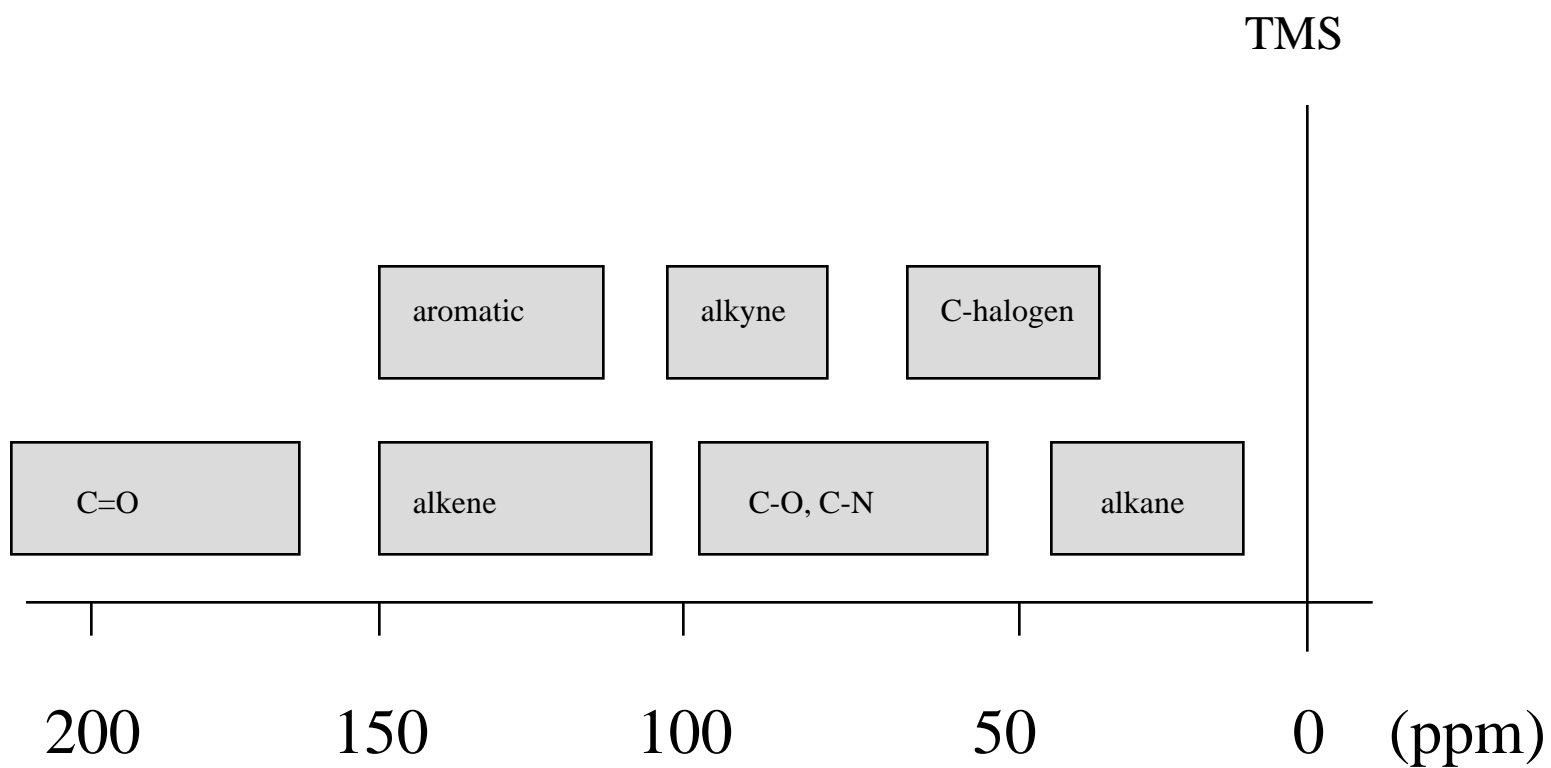 TMS
aromatic alkyne C-halogen
C=O alkene C-O, C-N alkane
200 150 100 50 0 (ppm)